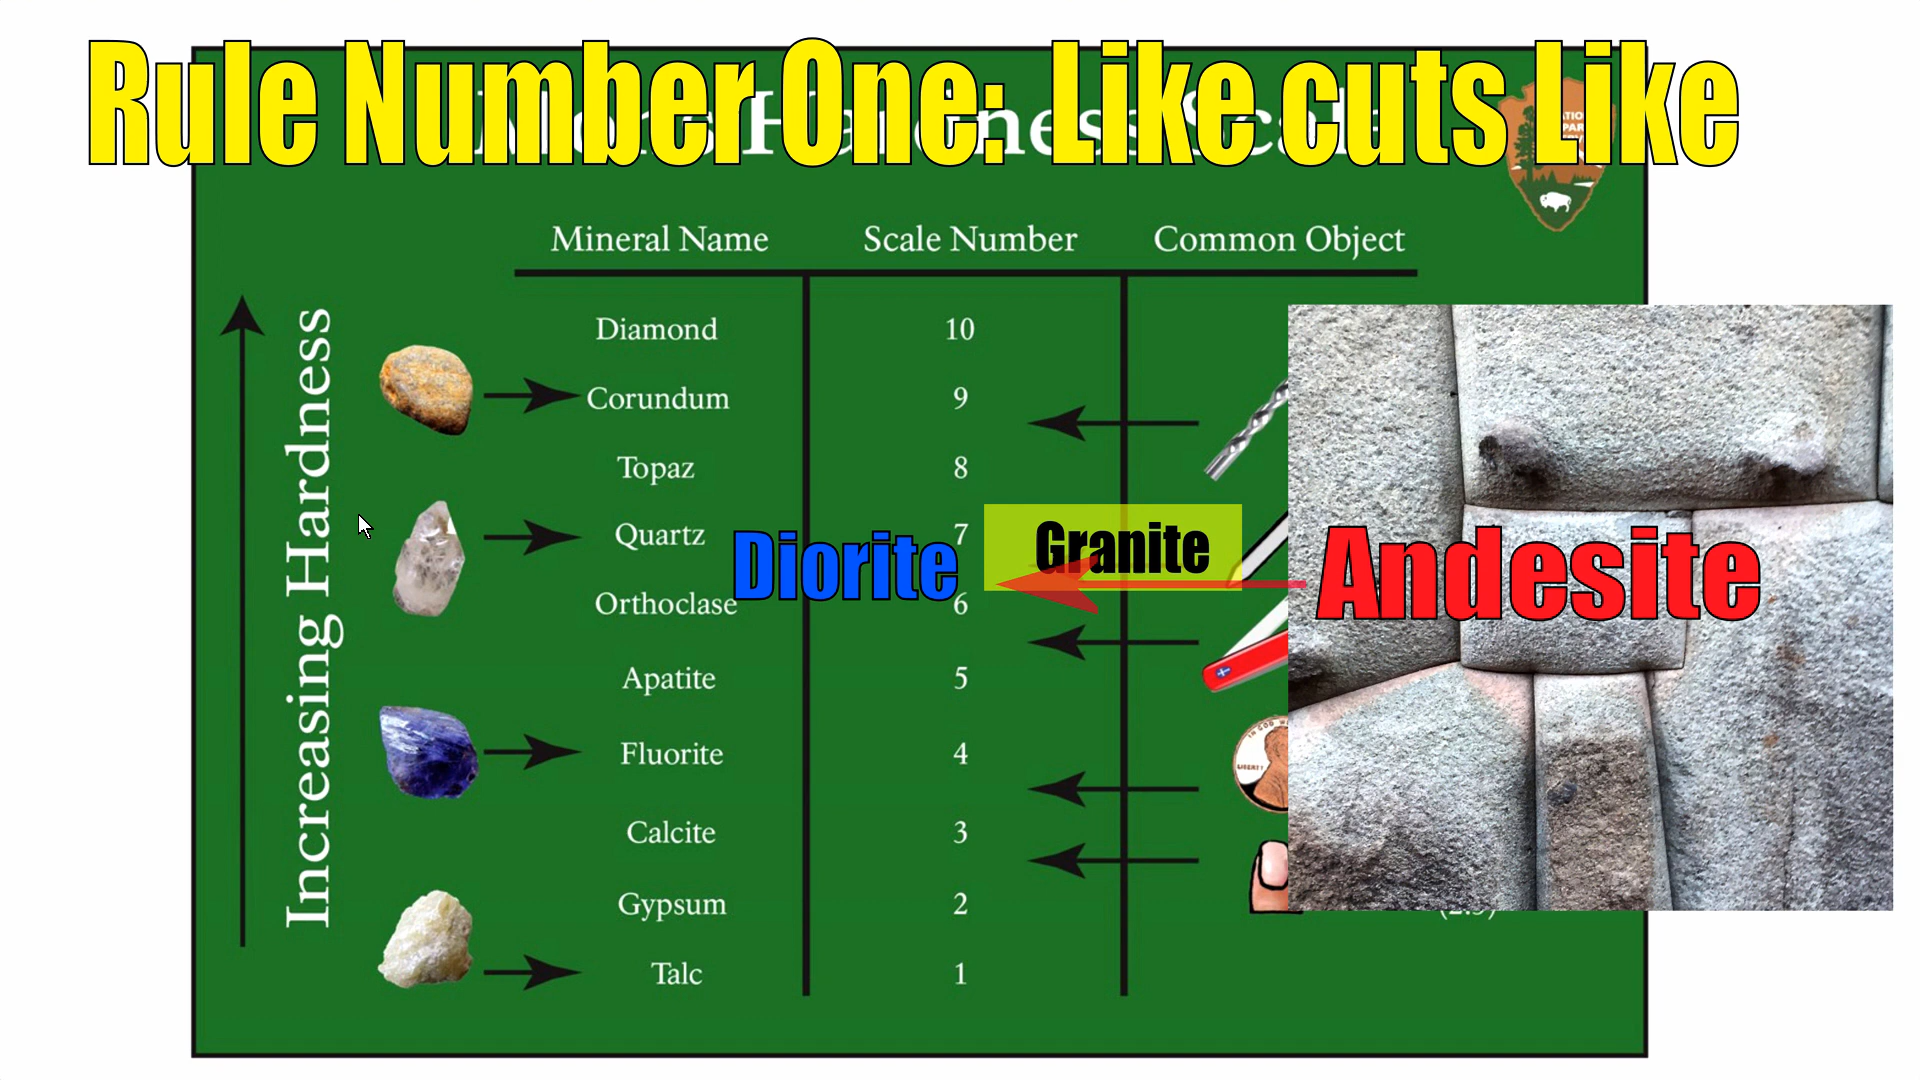 Rule Number One: Like cuts Like
Mineral Name Scale Number Common Object
Increasing Hardness
Diamond 10
Corundum 9
Topaz 8
Quartz 7
Diorite
Granite
Andesite
Orthoclase 6
Apatite 5
Fluorite 4
Calcite 3
Gypsum 2
Talc 1
LIBERTY